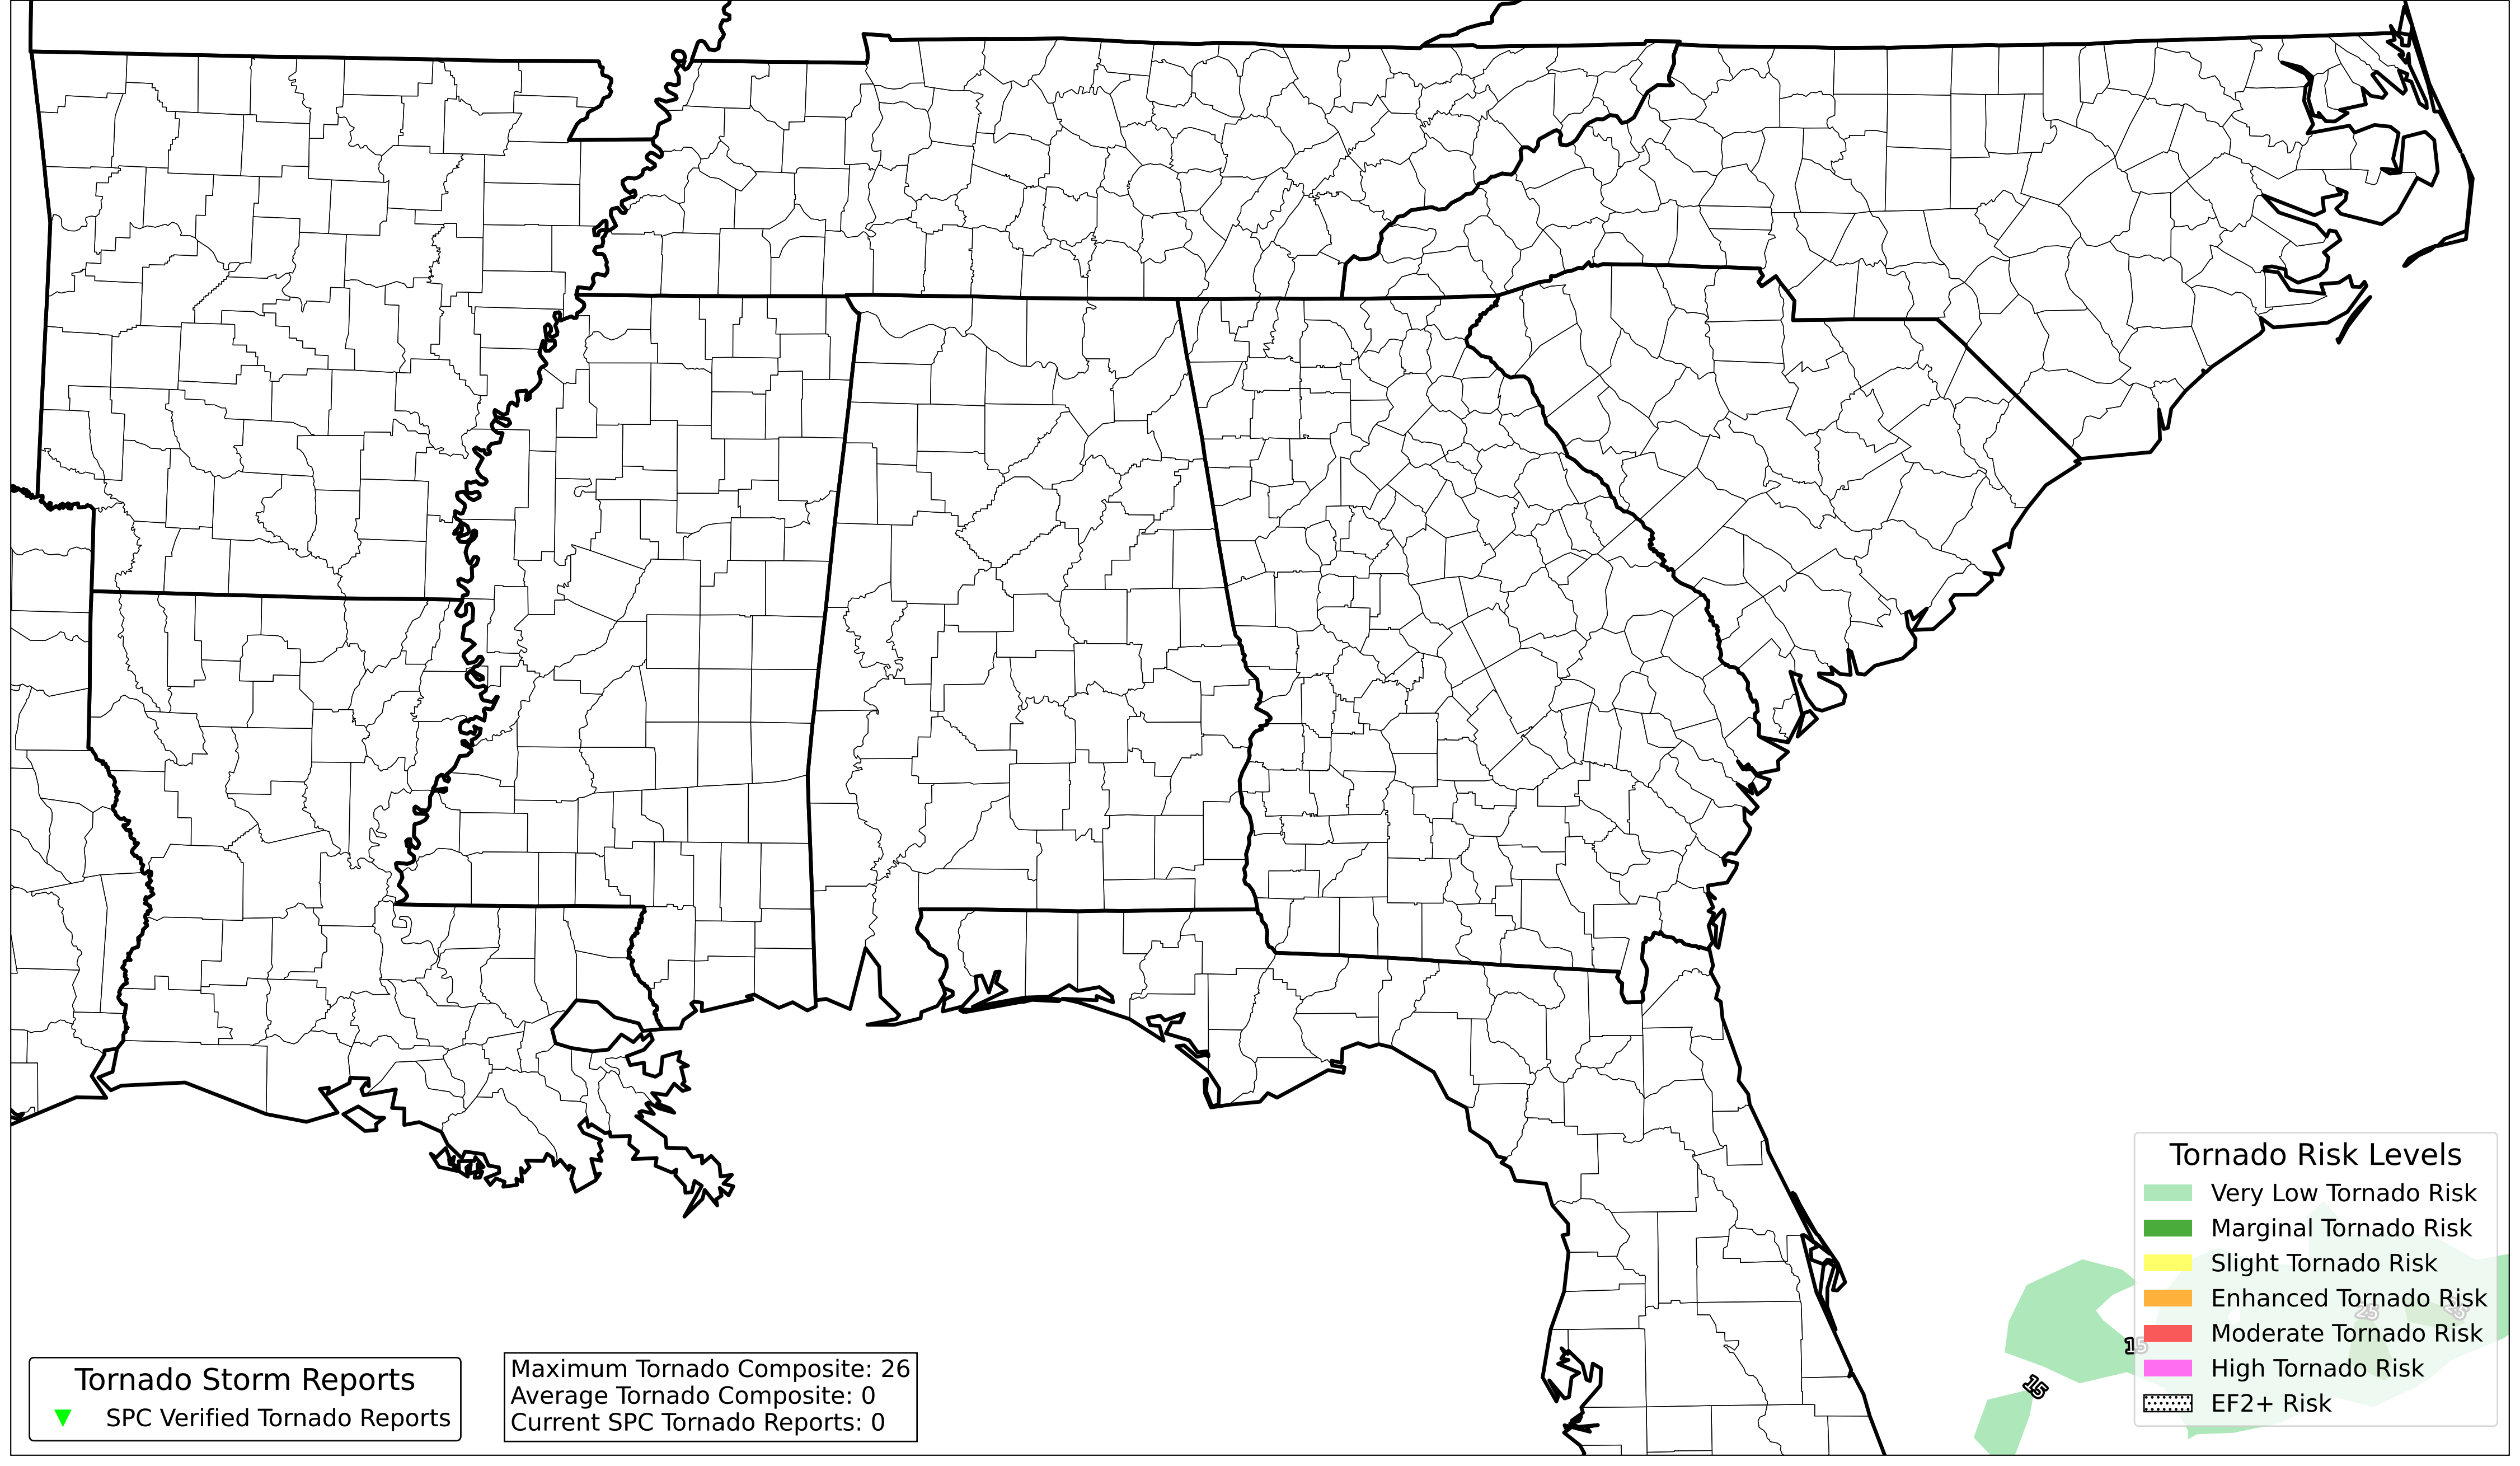 Tornado Risk Levels
Very Low Tornado Risk
Marginal Tornado Risk
Slight Tornado Risk
Enhanced Tornado Risk
Moderate Tornado Risk
High Tornado Risk
EF2+ Risk
15
15
25
25
Tornado Storm Reports
SPC Verified Tornado Reports
Maximum Tornado Composite: 26
Average Tornado Composite: 0
Current SPC Tornado Reports: 0